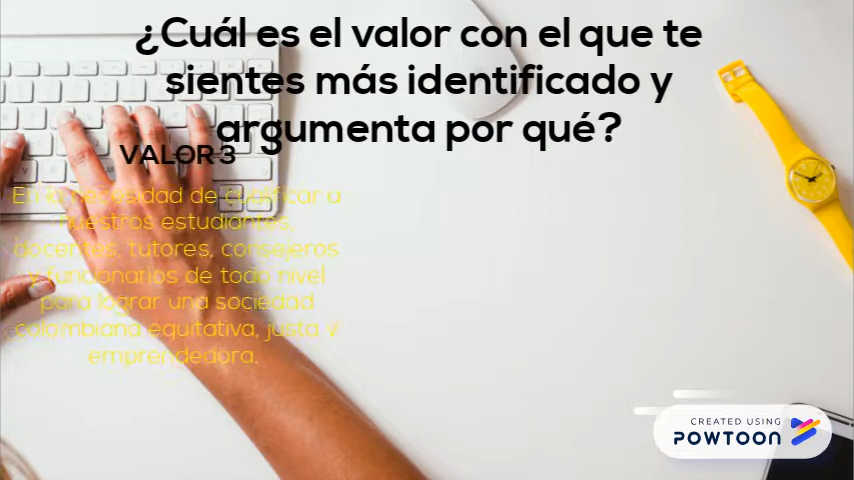 ¿Cuál es el valor con el que te
sientes más identificado y
argumenta por qué?
VALOR 3
En la necesidad de cualificar a
nuestros estudiantes,
docentes, tutores, consejeros
y funcionarios de todo nivel
para lograr una sociedad
colombiana equitativa, justa y
emprendedora.
CREATED USING
POWTOON